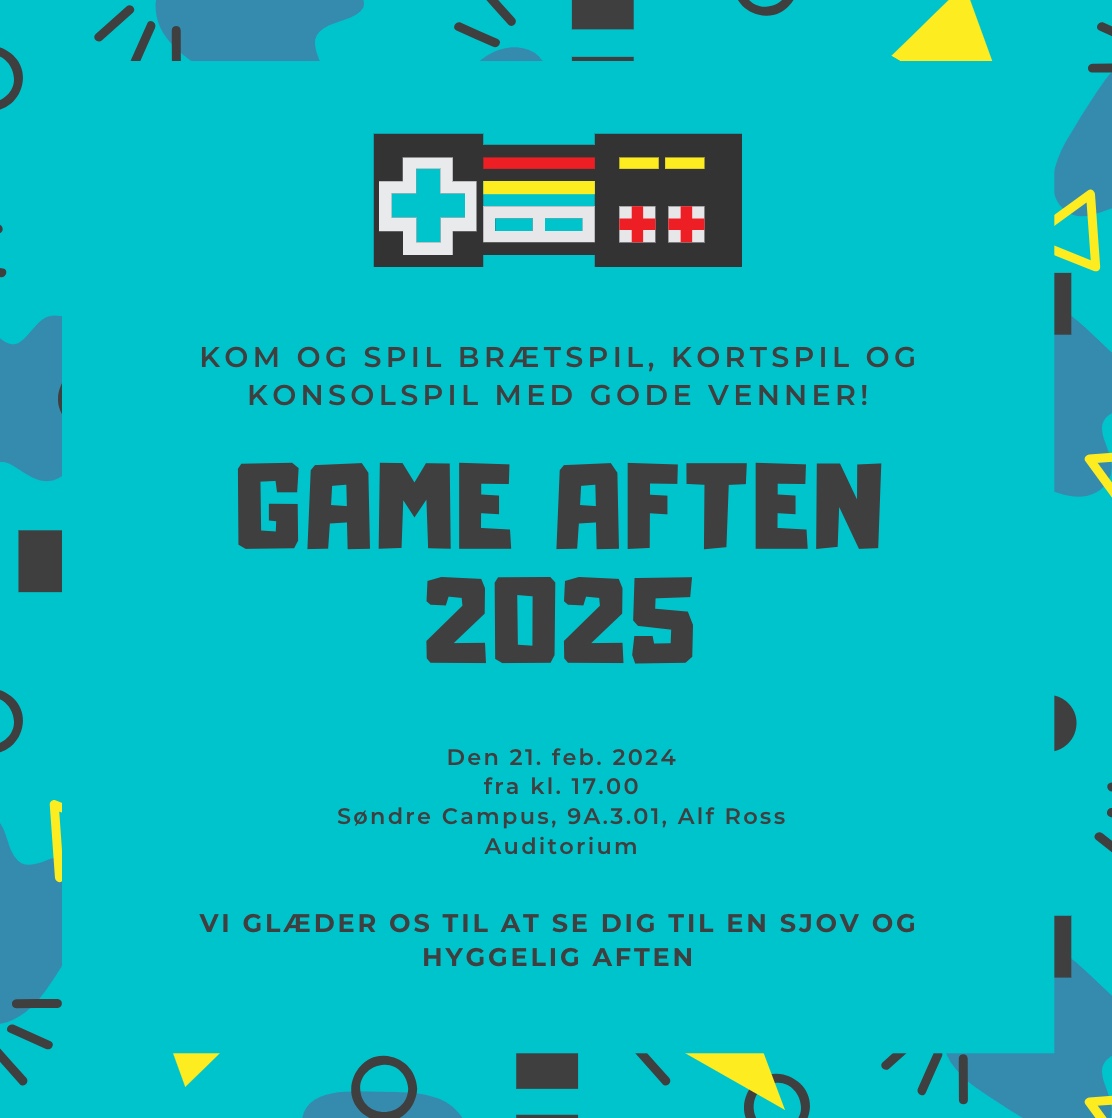 KOM OG SPIL BRÆTSPIL, KORTSPIL OG
KONSOLSPIL MED GODE VENNER!
GAME AFTEN
2025
Den 21. feb. 2024
fra kl. 17.00
Søndre Campus, 9A.3.01, Alf Ross
Auditorium
VI GLÆDER OS TIL AT SE DIG TIL EN SJOV OG
HYGGELIG AFTEN